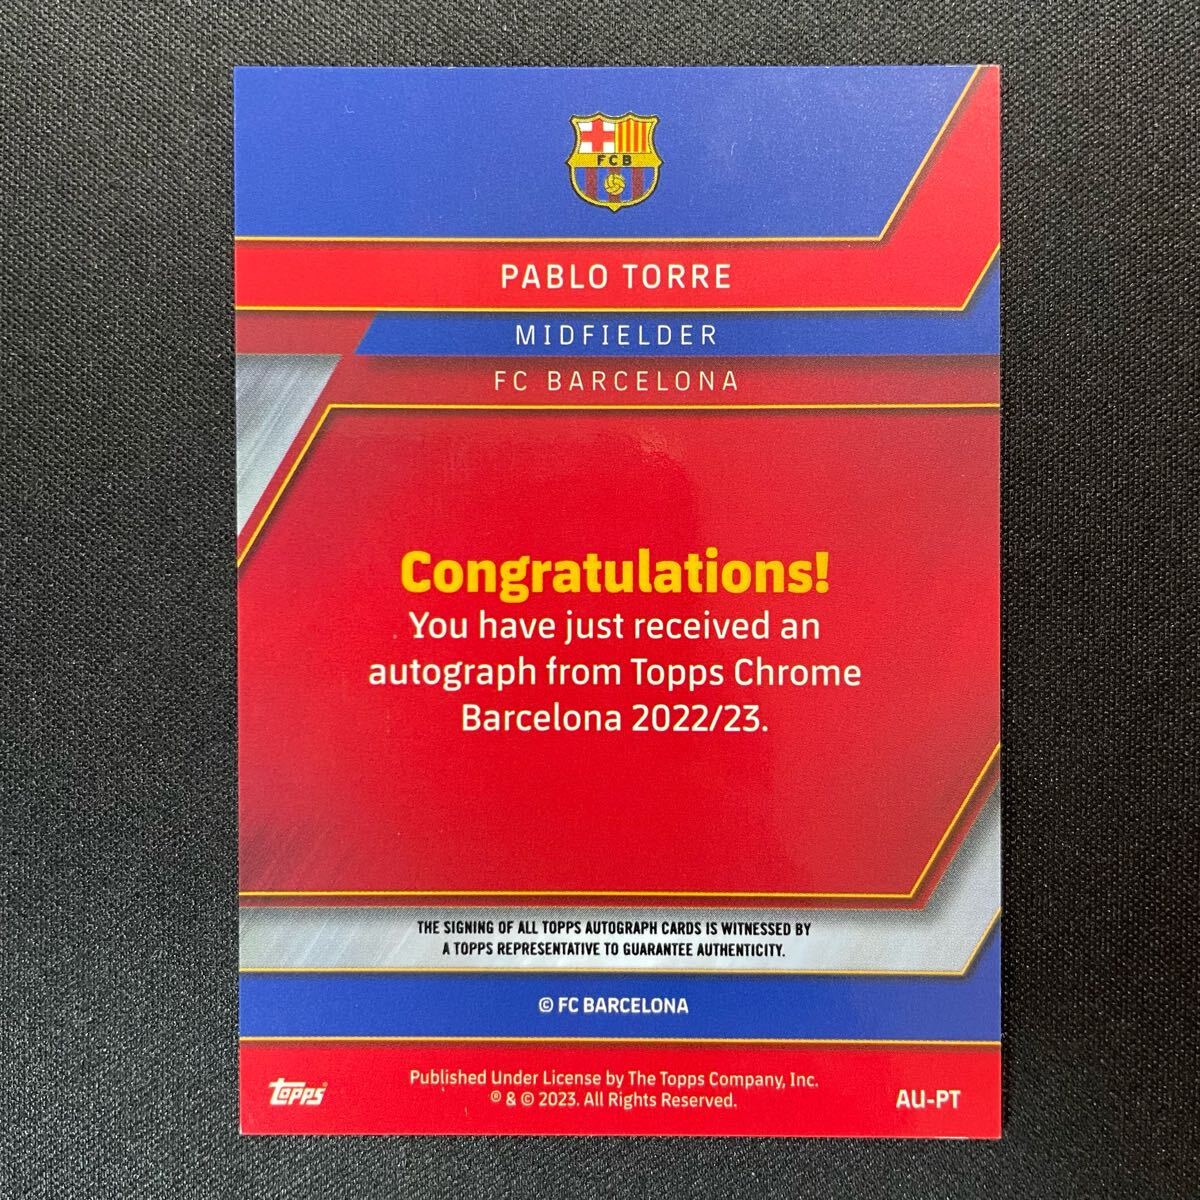 FCB
PABLO TORRE
MIDFIELDER
FC BARCELONA
Congratulations!
You have just received an
autograph from Topps Chrome
Barcelona 2022/23.
THE SIGNING OF ALL TOPPS AUTOGRAPH CARDS IS WITNESSED BY
A TOPPS REPRESENTATIVE TO GUARANTEE AUTHENTICITY.
© FC BARCELONA
topps®
Published Under License by The Topps Company, Inc.
® & © 2023. All Rights Reserved.
AU-PT